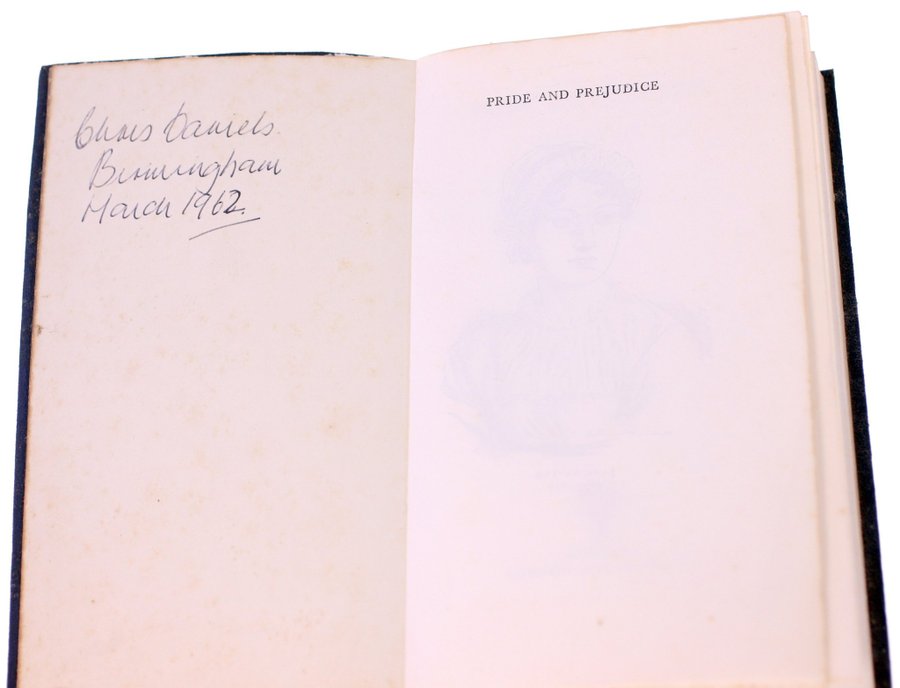 Chris Daniels.
Birmingham
March 1962.
PRIDE AND PREJUDICE